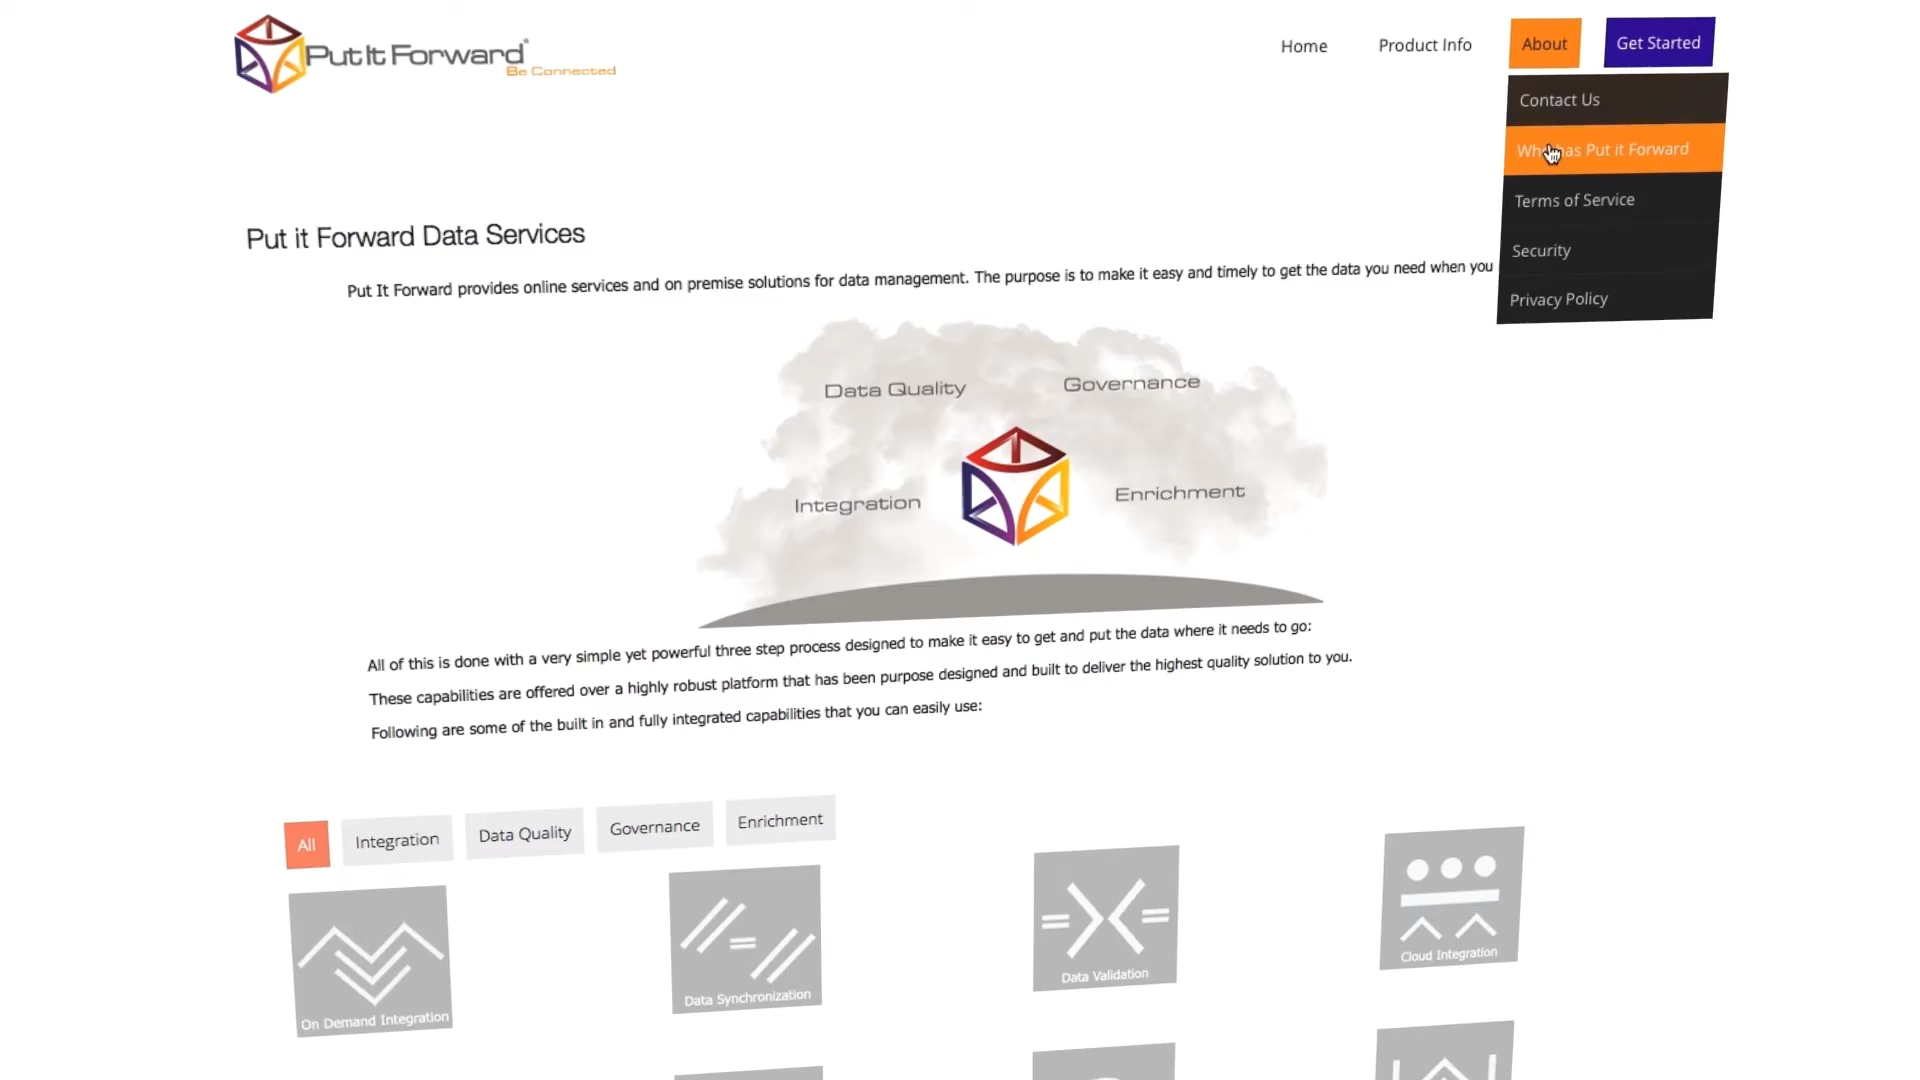 Put It Forward®
Be Connected
Home
Product Info
About
Get Started
Contact Us
has Put it Forward
Terms of Service
Security
Privacy Policy
Put it Forward Data Services
Put It Forward provides online services and on premise solutions for data management. The purpose is to make it easy and timely to get the data you need when you
Data Quality
Governance
Integration
Enrichment
All of this is done with a very simple yet powerful three step process designed to make it easy to get and put the data where it needs to go:
These capabilities are offered over a highly robust platform that has been purpose designed and built to deliver the highest quality solution to you.
Following are some of the built in and fully integrated capabilities that you can easily use:
All
Integration
Data Quality
Governance
Enrichment
On Demand Integration
Data Synchronization
Data Validation
Cloud Integration